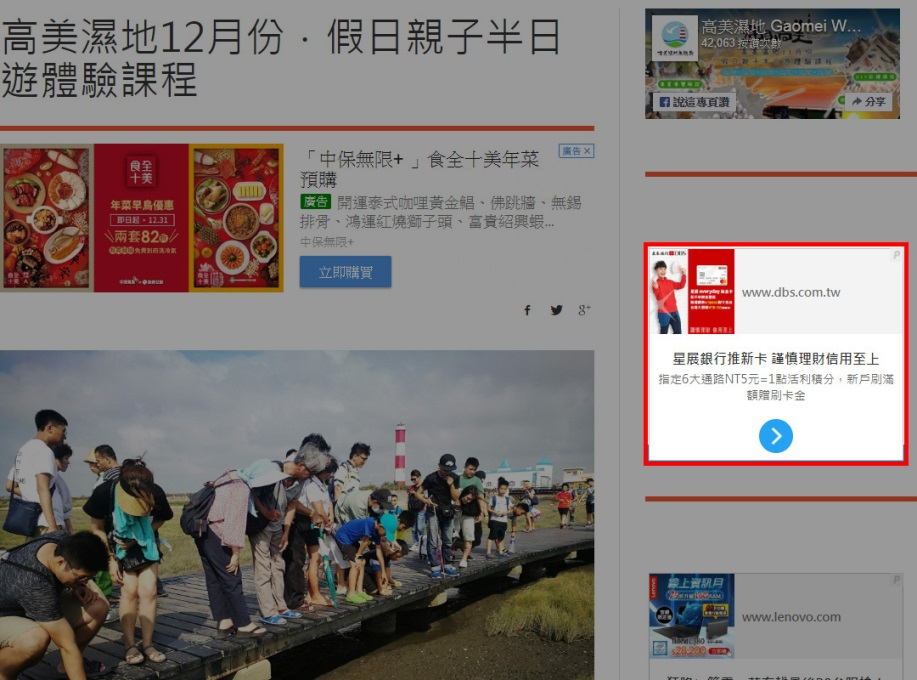 高美濕地12月份．假日親子半日
遊體驗課程
高美濕地 Gaomei W...
42,063 按讚次數
說這專頁讚
分享
食全
十美
年菜早鳥優惠
即日起 - 12.31
兩套82折
「中保無限+ 」食全十美年菜
預購
廣告
廣告 開運泰式咖哩黃金鯧、佛跳牆、無錫
排骨、鴻運紅燒獅子頭、富貴紹興蝦...
中保無限+
立即購買
www.dbs.com.tw
星展銀行推新卡 謹慎理財信用至上
指定6大通路NT5元=1點活利積分，新戶刷滿
額贈刷卡金
線上資訊月
www.lenovo.com